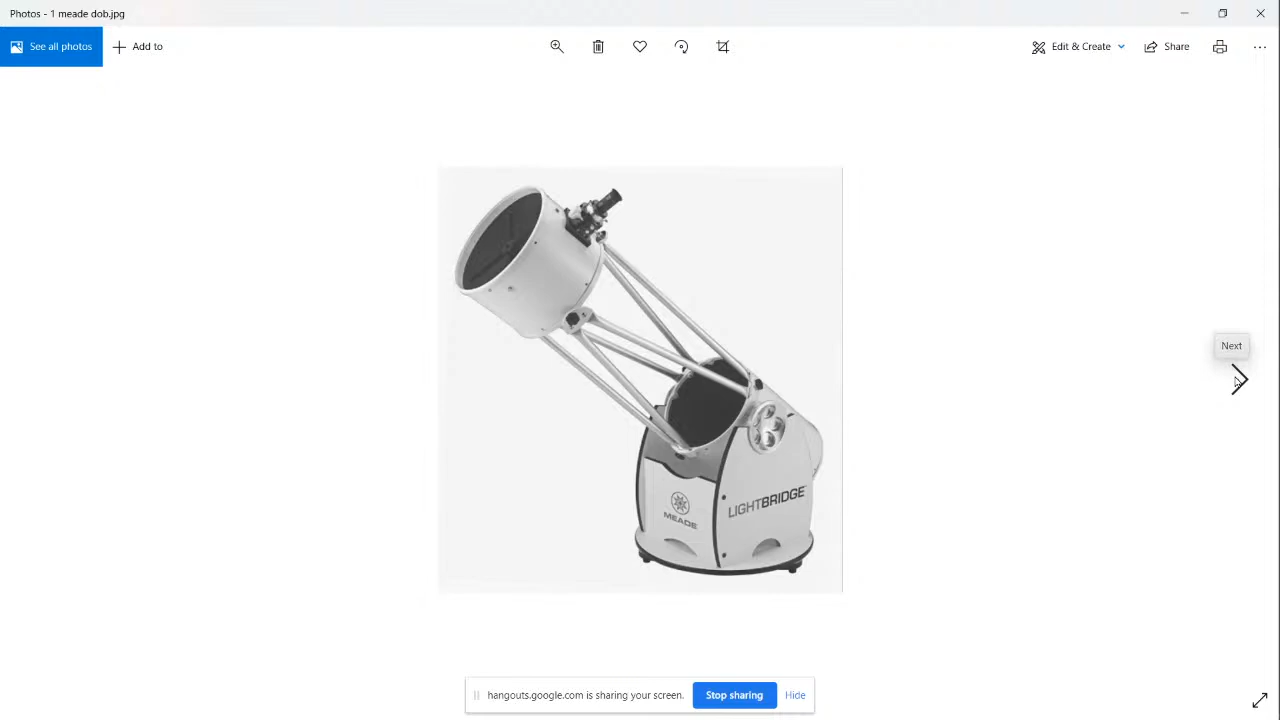 Photos - 1 meade dob.jpg
See all photos
Add to
Edit & Create
Share
Next
LIGHTBRIDGE
MEADE
hangouts.google.com is sharing your screen.
Stop sharing
Hide